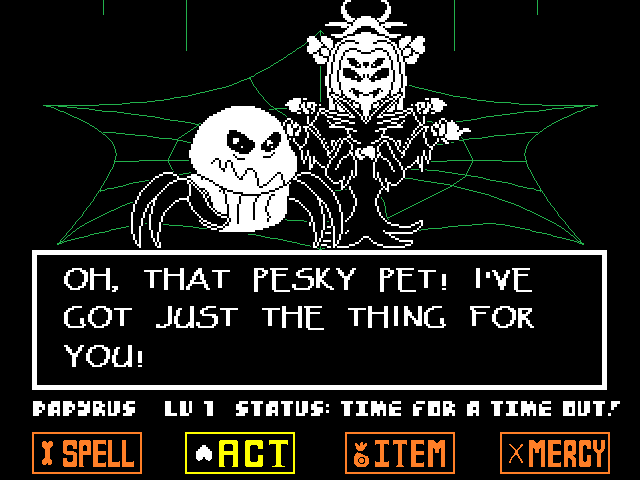 OH, THAT PESKY PET! I'VE
GOT JUST THE THING FOR
YOU!
PAPYRUS LV 1 STATUS: TIME FOR A TIME OUT!
SPELL ACT ITEM MERCY